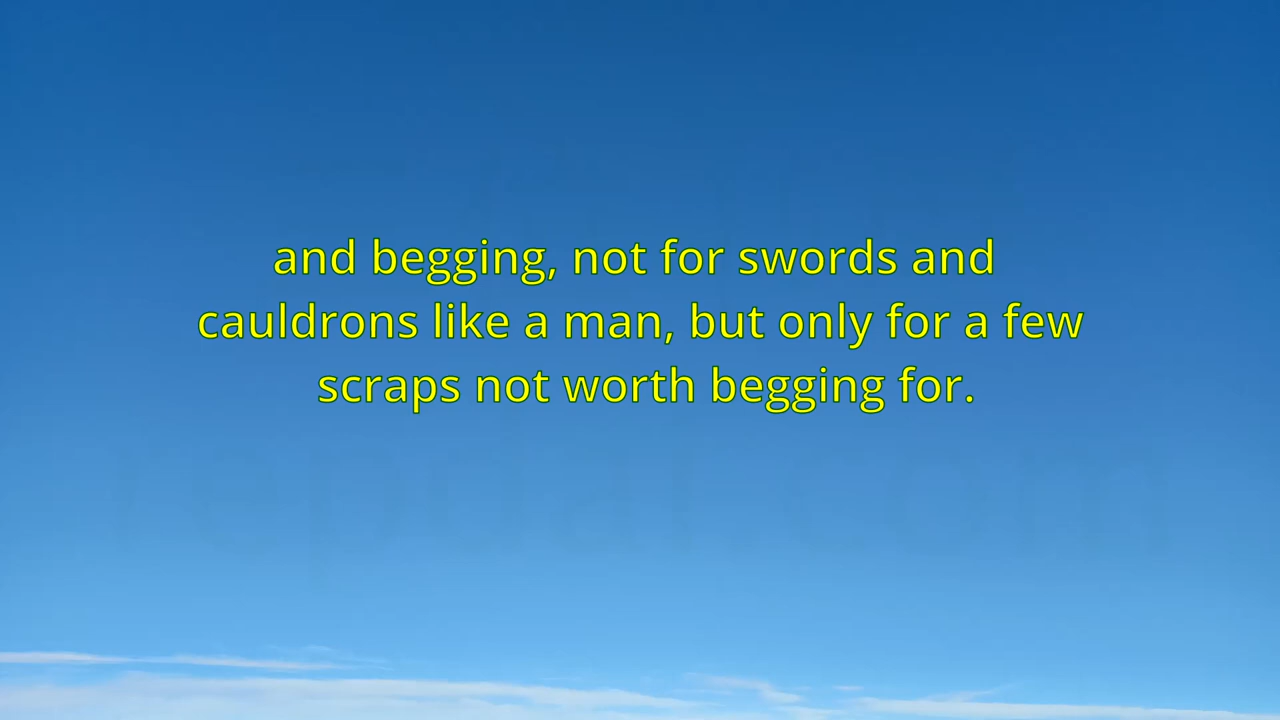 and begging, not for swords and
cauldrons like a man, but only for a few
scraps not worth begging for.